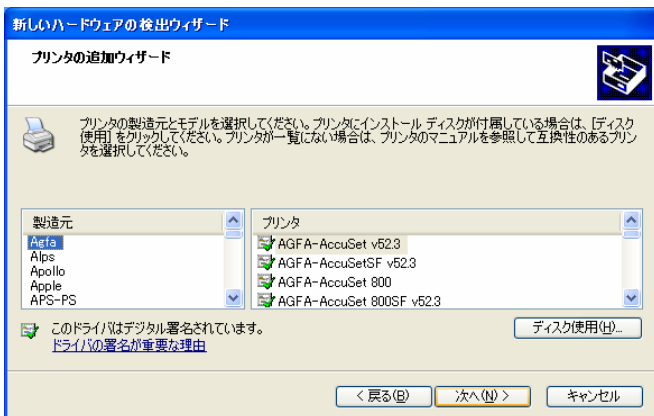 新しいハードウェアの検出ウィザード
プリンタの追加ウィザード
プリンタの製造元とモデルを選択してください。プリンタにインストール ディスクが付属している場合は、[ディスク
使用] をクリックしてください。プリンタが一覧にない場合は、プリンタのマニュアルを参照して互換性のあるプリン
タを選択してください。
製造元
Agfa
Alps
Apollo
Apple
APS-PS
プリンタ
AGFA-AccuSet v52.3
AGFA-AccuSetSF v52.3
AGFA-AccuSet 800
AGFA-AccuSet 800SF v52.3
このドライバはデジタル署名されています。
ドライバの署名が重要な理由
ディスク使用(H)...
< 戻る(B)
次へ(N) >
キャンセル